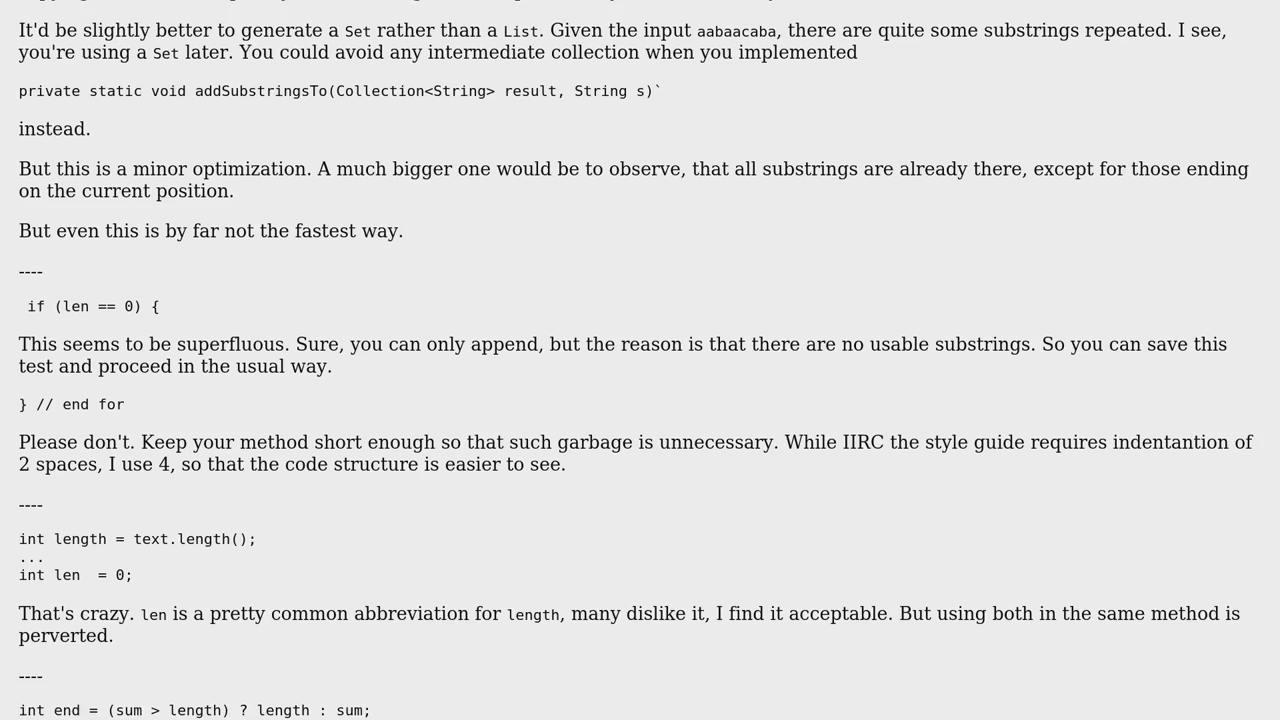 It'd be slightly better to generate a Set rather than a List. Given the input aabaacaba, there are quite some substrings repeated. I see,
you're using a Set later. You could avoid any intermediate collection when you implemented
private static void addSubstringsTo(Collection<String> result, String s)`
instead.
But this is a minor optimization. A much bigger one would be to observe, that all substrings are already there, except for those ending
on the current position.
But even this is by far not the fastest way.
----
if (len == 0) {
This seems to be superfluous. Sure, you can only append, but the reason is that there are no usable substrings. So you can save this
test and proceed in the usual way.
} // end for
Please don't. Keep your method short enough so that such garbage is unnecessary. While IIRC the style guide requires indentantion of
2 spaces, I use 4, so that the code structure is easier to see.
----
int length = text.length();
...
int len  = 0;
That's crazy. len is a pretty common abbreviation for length, many dislike it, I find it acceptable. But using both in the same method is
perverted.
----
int end = (sum > length) ? length : sum;